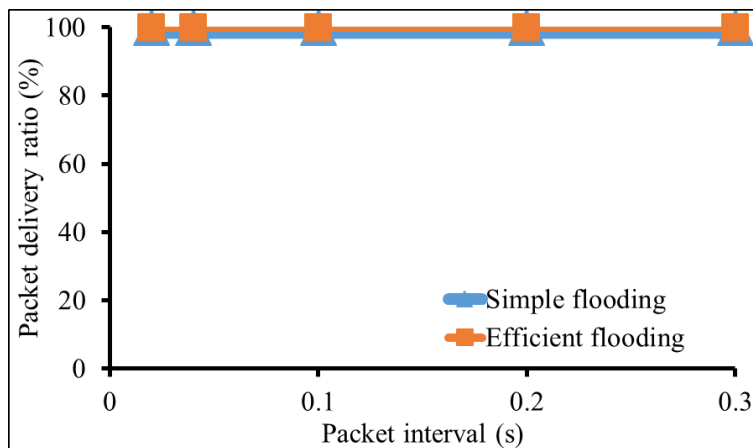 Packet delivery ratio (%)
100
80
60
40
20
0
Simple flooding
Efficient flooding
0 0.1 0.2 0.3
Packet interval (s)